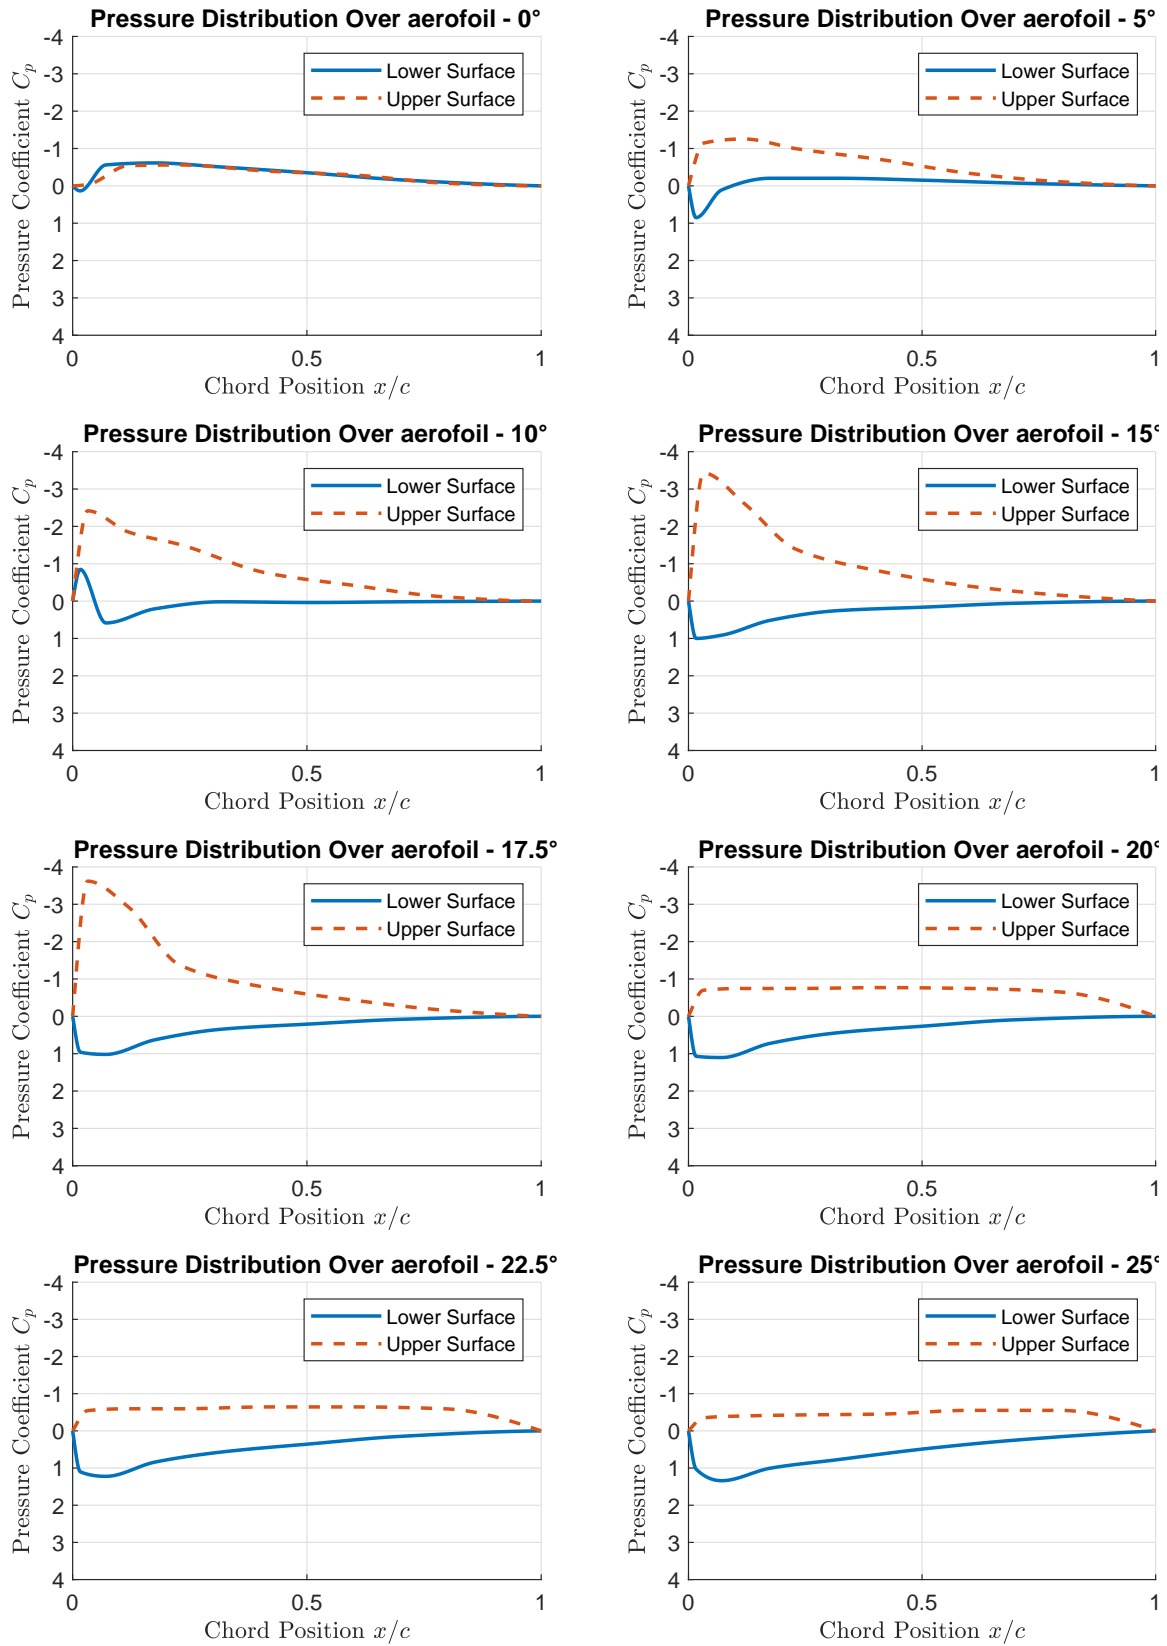 Pressure Distribution Over aerofoil - 0°
-4
-3
-2
-1
0
1
2
3
4
Pressure Coefficient C_p
Lower Surface
Upper Surface
0
0.5
1
Chord Position x/c
Pressure Distribution Over aerofoil - 5°
-4
-3
-2
-1
0
1
2
3
4
Pressure Coefficient C_p
Lower Surface
Upper Surface
0
0.5
1
Chord Position x/c
Pressure Distribution Over aerofoil - 10°
-4
-3
-2
-1
0
1
2
3
4
Pressure Coefficient C_p
Lower Surface
Upper Surface
0
0.5
1
Chord Position x/c
Pressure Distribution Over aerofoil - 15°
-4
-3
-2
-1
0
1
2
3
4
Pressure Coefficient C_p
Lower Surface
Upper Surface
0
0.5
1
Chord Position x/c
Pressure Distribution Over aerofoil - 17.5°
-4
-3
-2
-1
0
1
2
3
4
Pressure Coefficient C_p
Lower Surface
Upper Surface
0
0.5
1
Chord Position x/c
Pressure Distribution Over aerofoil - 20°
-4
-3
-2
-1
0
1
2
3
4
Pressure Coefficient C_p
Lower Surface
Upper Surface
0
0.5
1
Chord Position x/c
Pressure Distribution Over aerofoil - 22.5°
-4
-3
-2
-1
0
1
2
3
4
Pressure Coefficient C_p
Lower Surface
Upper Surface
0
0.5
1
Chord Position x/c
Pressure Distribution Over aerofoil - 25°
-4
-3
-2
-1
0
1
2
3
4
Pressure Coefficient C_p
Lower Surface
Upper Surface
0
0.5
1
Chord Position x/c